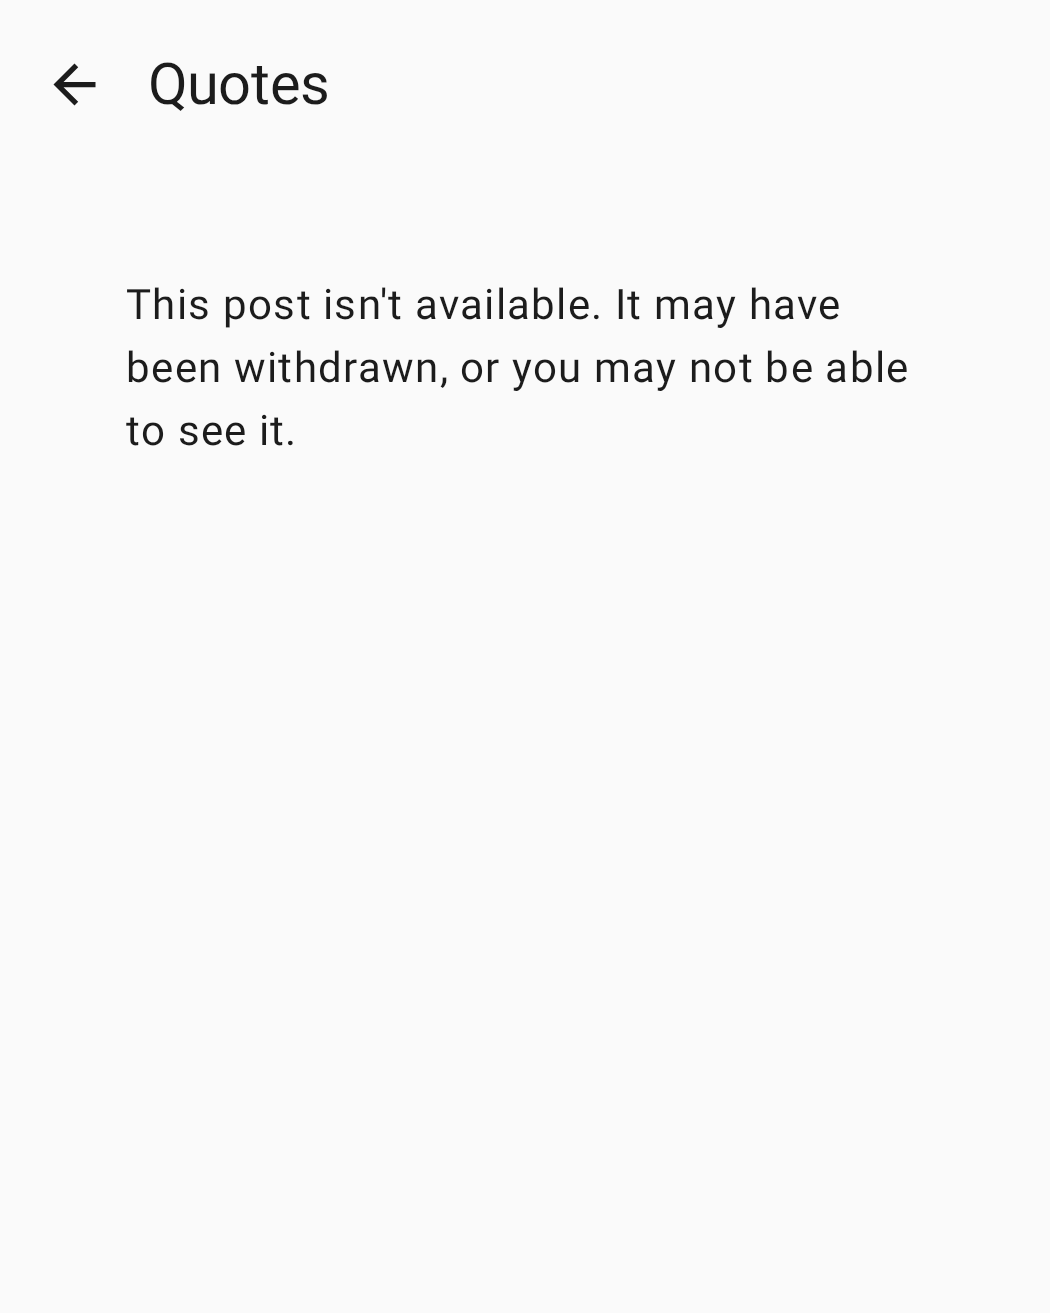 Quotes
This post isn't available. It may have
been withdrawn, or you may not be able
to see it.